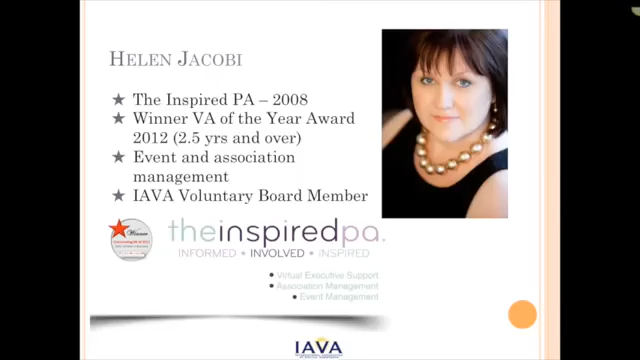 HELEN JACOBI
The Inspired PA – 2008
Winner VA of the Year Award
2012 (2.5 yrs and over)
Event and association
management
IAVA Voluntary Board Member
Winner
theinspiredpa.
INFORMED • INVOLVED • INSPIRED
• Virtual Executive Support
• Association Management
• Event Management
IAVA